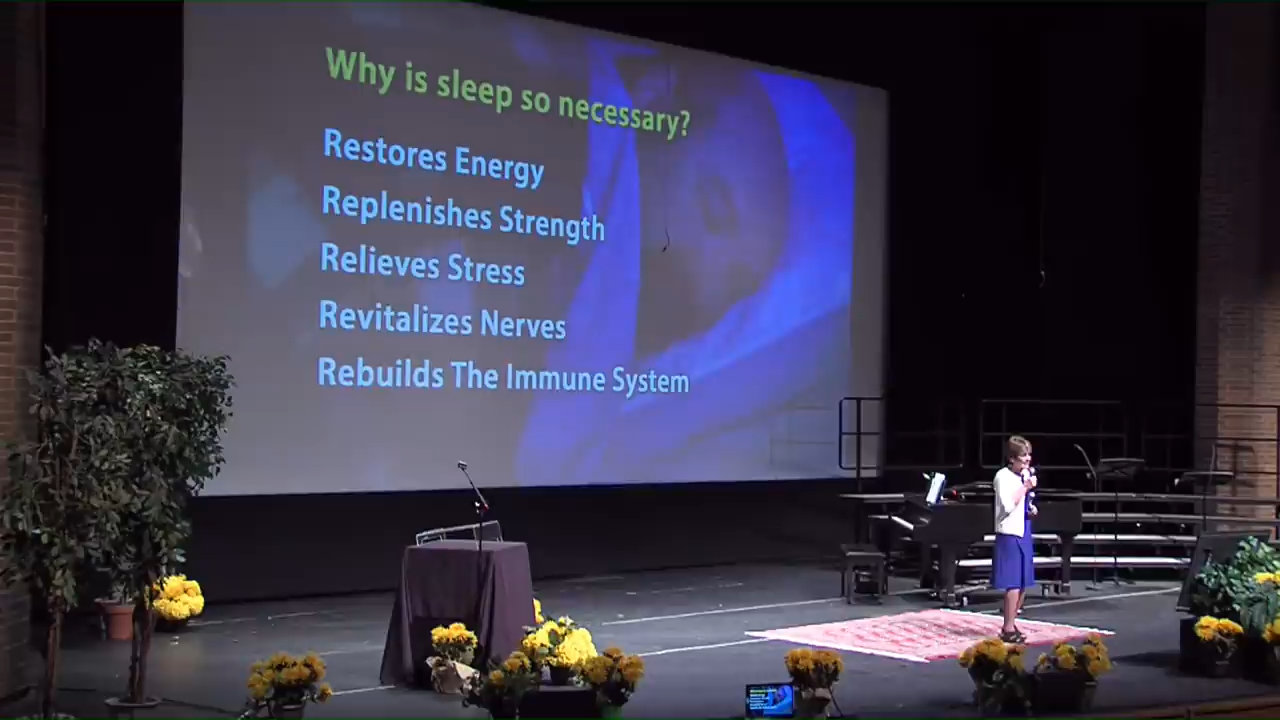 Why is sleep so necessary?
Restores Energy
Replenishes Strength
Relieves Stress
Revitalizes Nerves
Rebuilds The Immune System